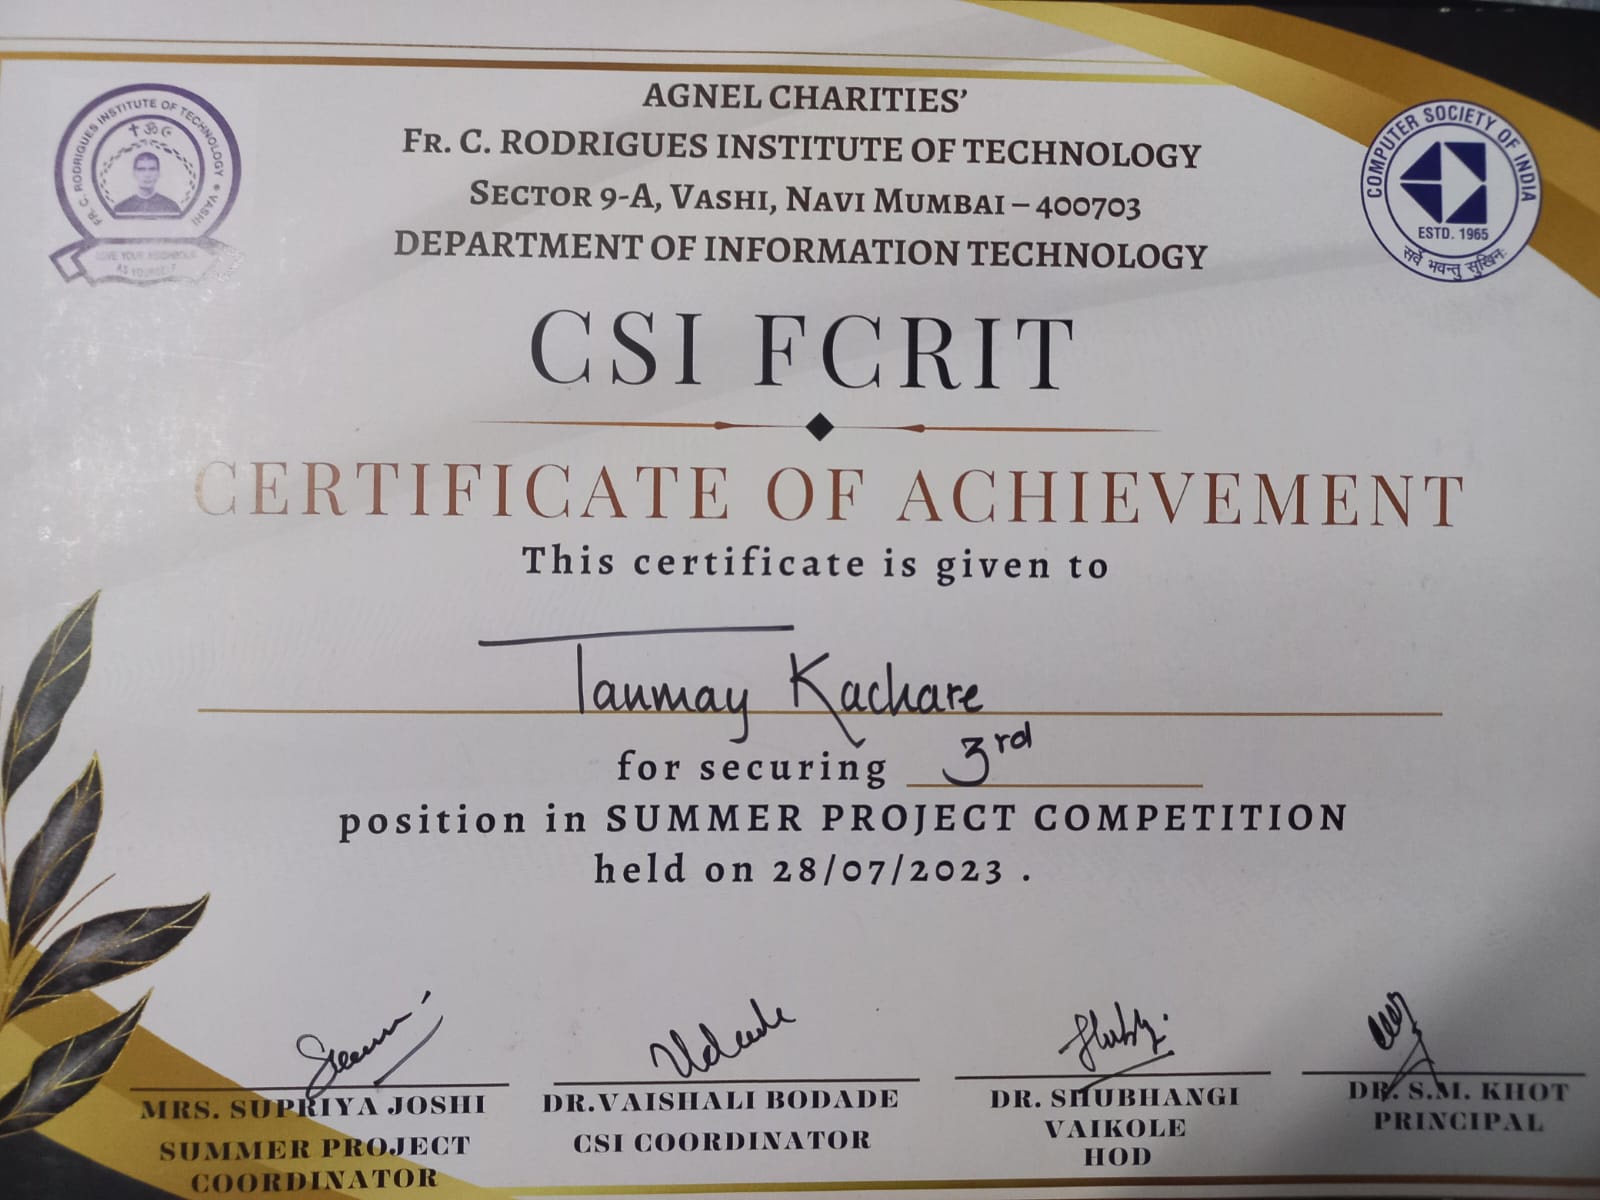 AGNEL CHARITIES'
FR. C. RODRIGUES INSTITUTE OF TECHNOLOGY
SECTOR 9-A, VASHI, NAVI MUMBAI – 400703
DEPARTMENT OF INFORMATION TECHNOLOGY
FR. C. RODRIGUES INSTITUTE OF TECHNOLOGY • VASHI
LOVE YOUR NEIGHBOUR
AS YOURSELF
COMPUTER SOCIETY OF INDIA
ESTD. 1965
सर्वे भवन्तु सुखिनः
CSI FCRIT
CERTIFICATE OF ACHIEVEMENT
This certificate is given to
Tanmay Kachare
for securing 3rd
position in SUMMER PROJECT COMPETITION
held on 28/07/2023 .
MRS. SUPRIYA JOSHI
SUMMER PROJECT
COORDINATOR
DR.VAISHALI BODADE
CSI COORDINATOR
DR. SHUBHANGI
VAIKOLE
HOD
DR. S.M. KHOT
PRINCIPAL